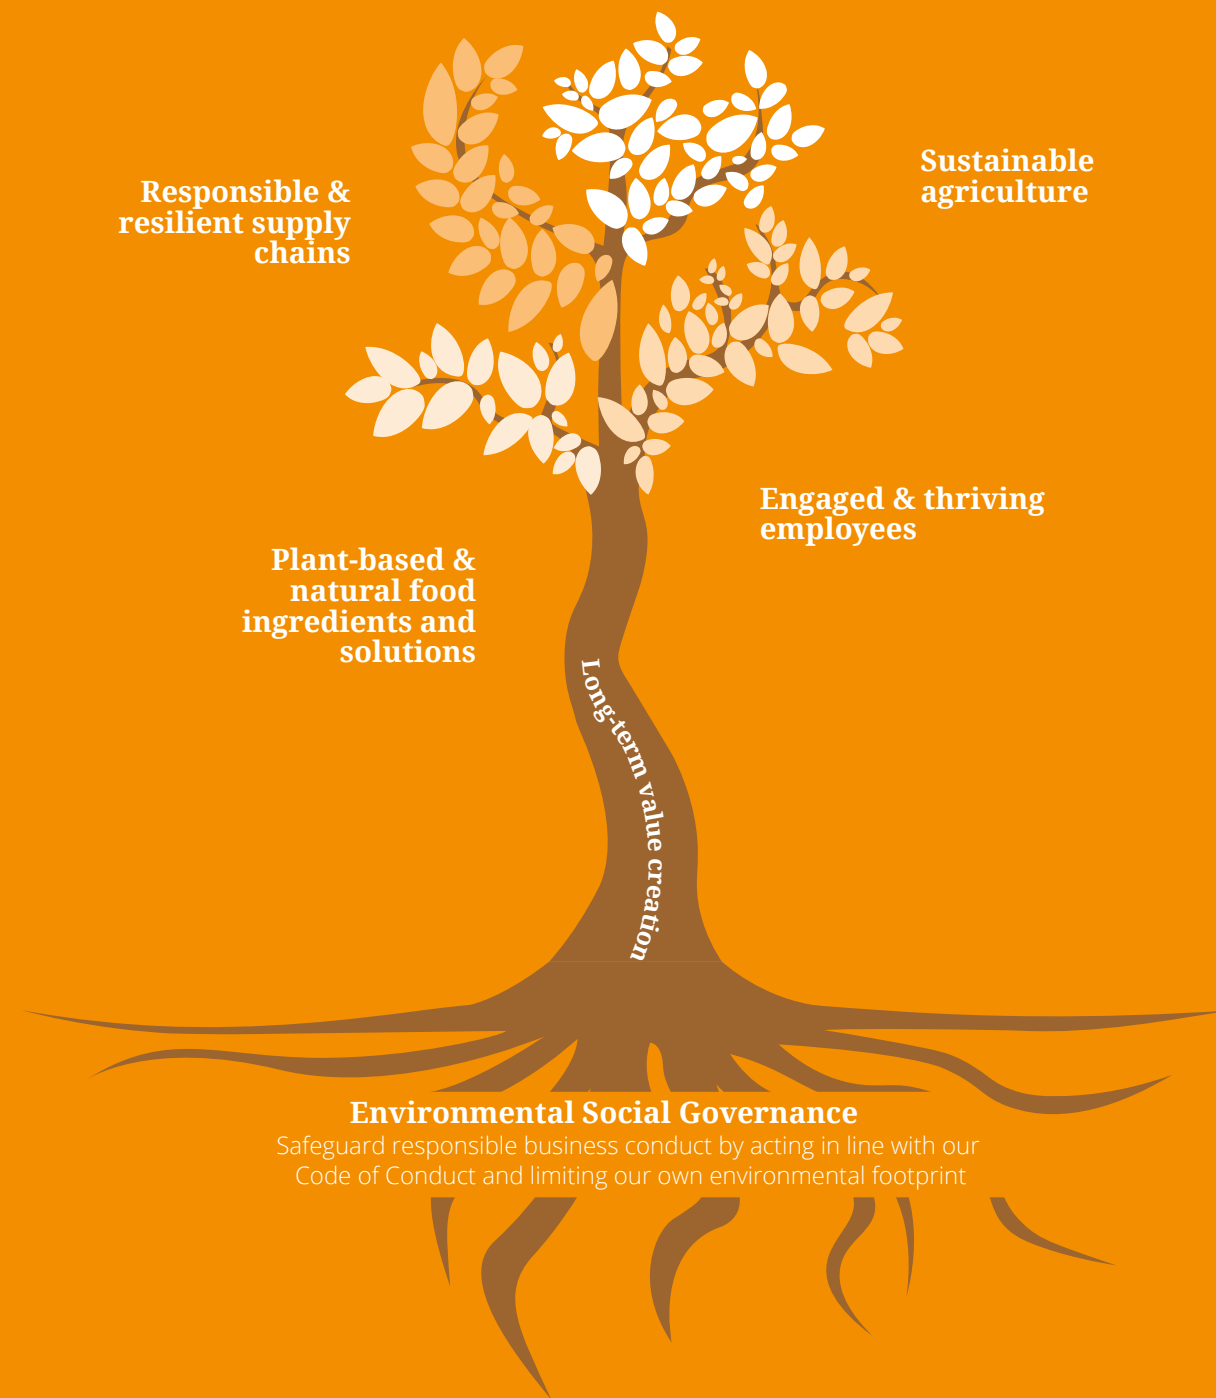 Sustainable
agriculture
Responsible &
resilient supply
chains
Engaged & thriving
employees
Plant-based &
natural food
ingredients and
solutions
Long-term value creation
Environmental Social Governance
Safeguard responsible business conduct by acting in line with our
Code of Conduct and limiting our own environmental footprint